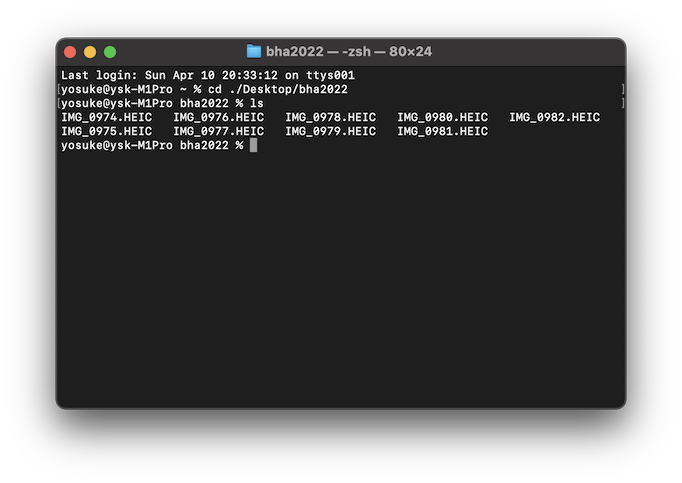 bha2022 — -zsh — 80×24
Last login: Sun Apr 10 20:33:12 on ttys001
[yosuke@ysk-M1Pro ~ % cd ./Desktop/bha2022 ]
[yosuke@ysk-M1Pro bha2022 % ls ]
IMG_0974.HEIC IMG_0976.HEIC IMG_0978.HEIC IMG_0980.HEIC IMG_0982.HEIC
IMG_0975.HEIC IMG_0977.HEIC IMG_0979.HEIC IMG_0981.HEIC
yosuke@ysk-M1Pro bha2022 %